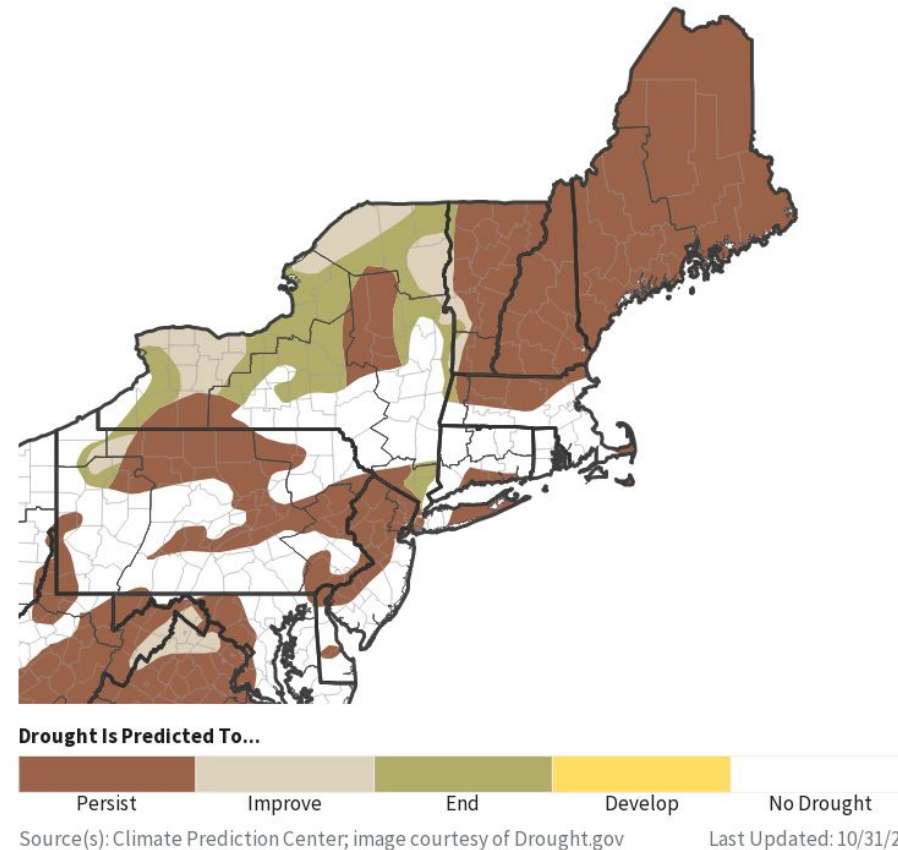 Drought Is Predicted To...
Persist Improve End Develop No Drought
Source(s): Climate Prediction Center; image courtesy of Drought.gov Last Updated: 10/31/2